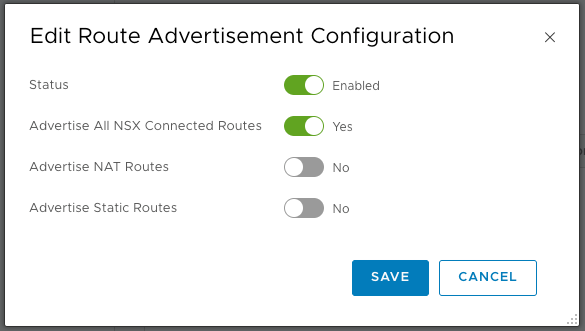 Edit Route Advertisement Configuration
Status Enabled
Advertise All NSX Connected Routes Yes
Advertise NAT Routes No
Advertise Static Routes No
SAVE CANCEL